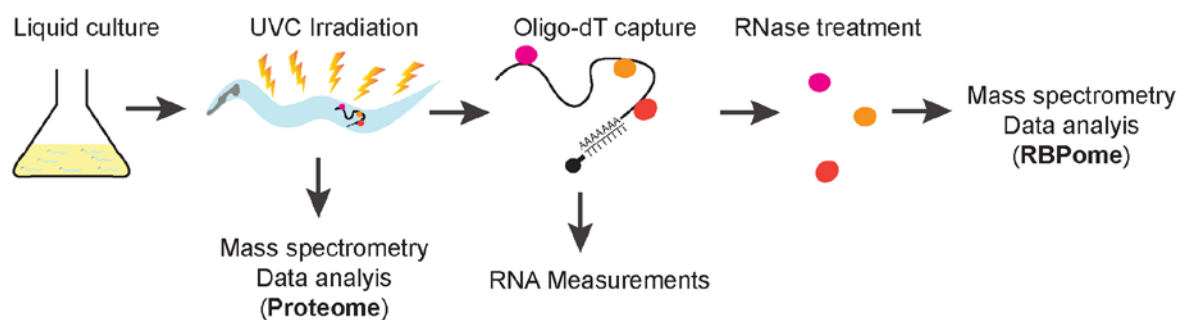 Liquid culture
UVC Irradiation
Oligo-dT capture
RNase treatment
AAAAAAA
TTTTTTTT
Mass spectrometry
Data analyis
(RBPome)
Mass spectrometry
Data analyis
(Proteome)
RNA Measurements